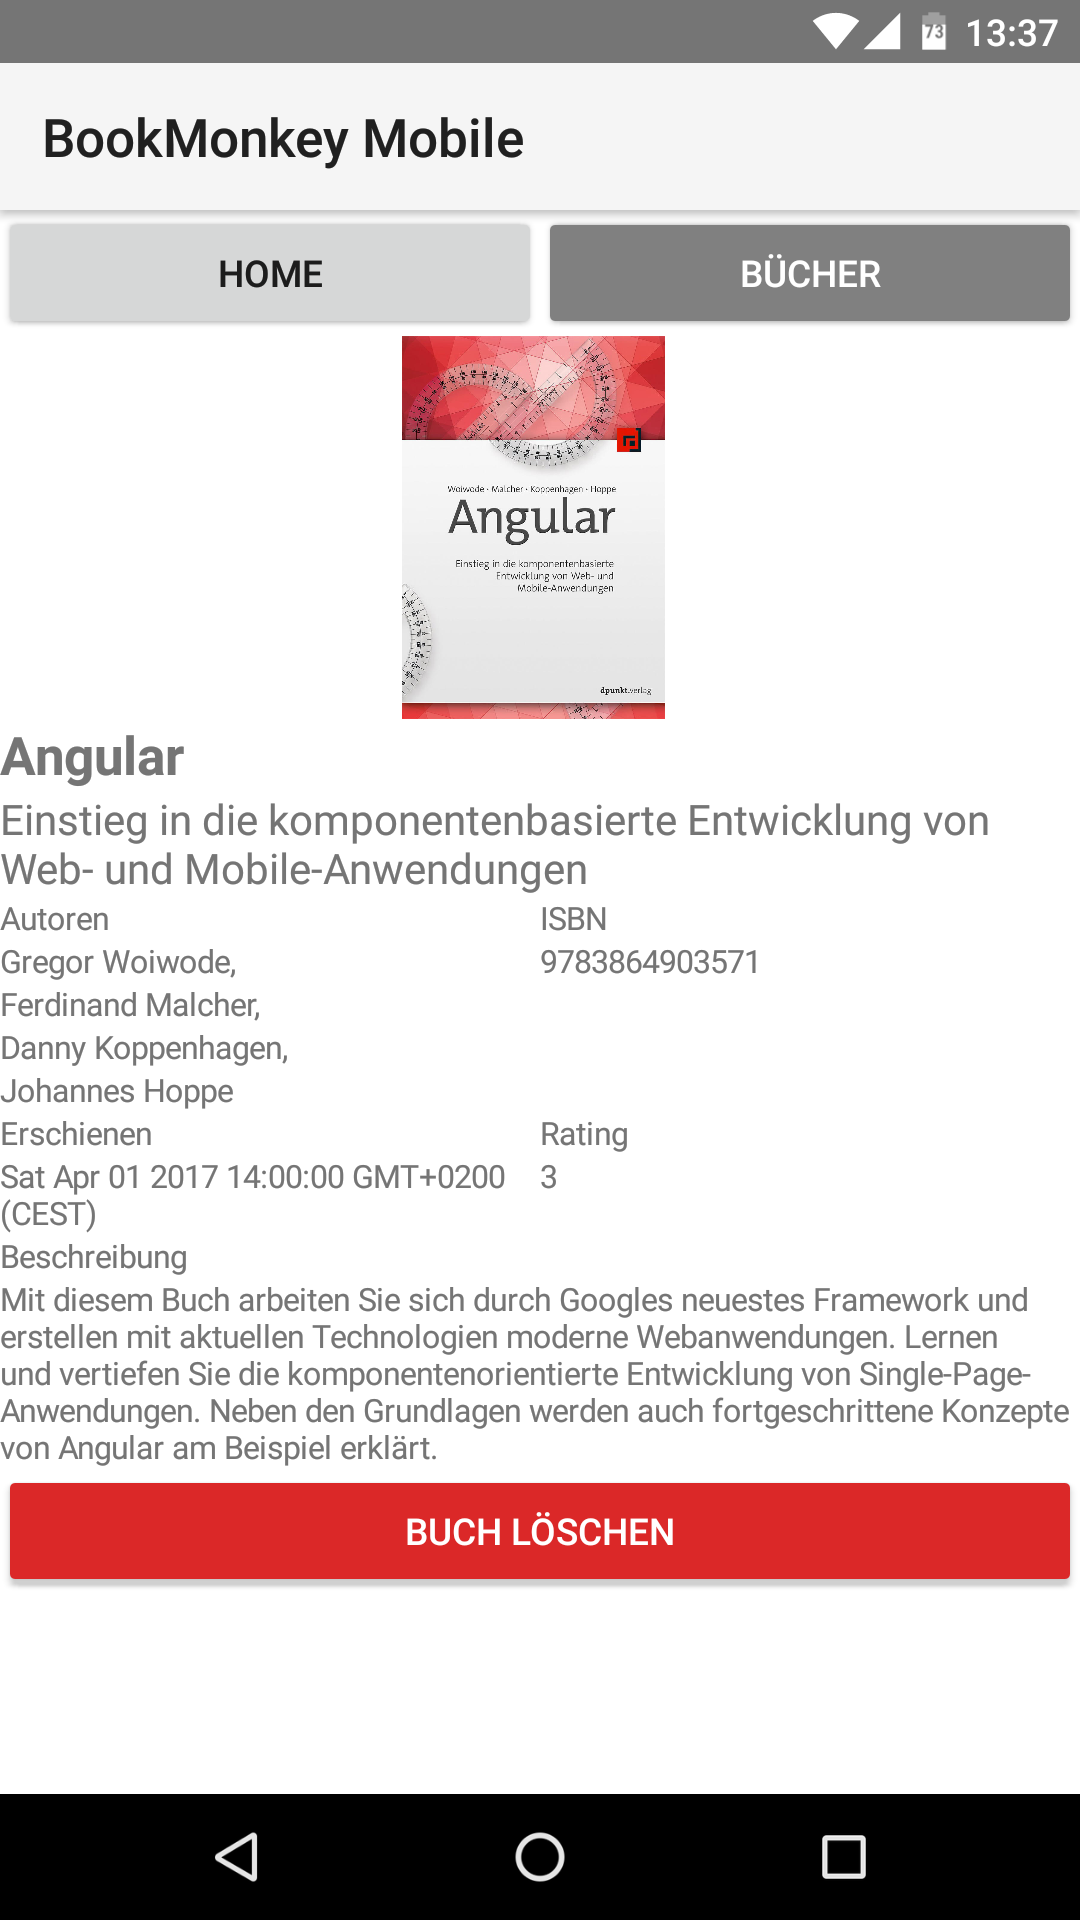 73 13:37
BookMonkey Mobile
HOME BÜCHER
Woiwode · Malcher · Koppenhagen · Hoppe
Angular
Einstieg in die komponentenbasierte
Entwicklung von Web- und
Mobile-Anwendungen
dpunkt.verlag
Angular
Einstieg in die komponentenbasierte Entwicklung von
Web- und Mobile-Anwendungen
Autoren ISBN
Gregor Woiwode, 9783864903571
Ferdinand Malcher,
Danny Koppenhagen,
Johannes Hoppe
Erschienen Rating
Sat Apr 01 2017 14:00:00 GMT+0200 3
(CEST)
Beschreibung
Mit diesem Buch arbeiten Sie sich durch Googles neuestes Framework und
erstellen mit aktuellen Technologien moderne Webanwendungen. Lernen
und vertiefen Sie die komponentenorientierte Entwicklung von Single-Page-
Anwendungen. Neben den Grundlagen werden auch fortgeschrittene Konzepte
von Angular am Beispiel erklärt.
BUCH LÖSCHEN